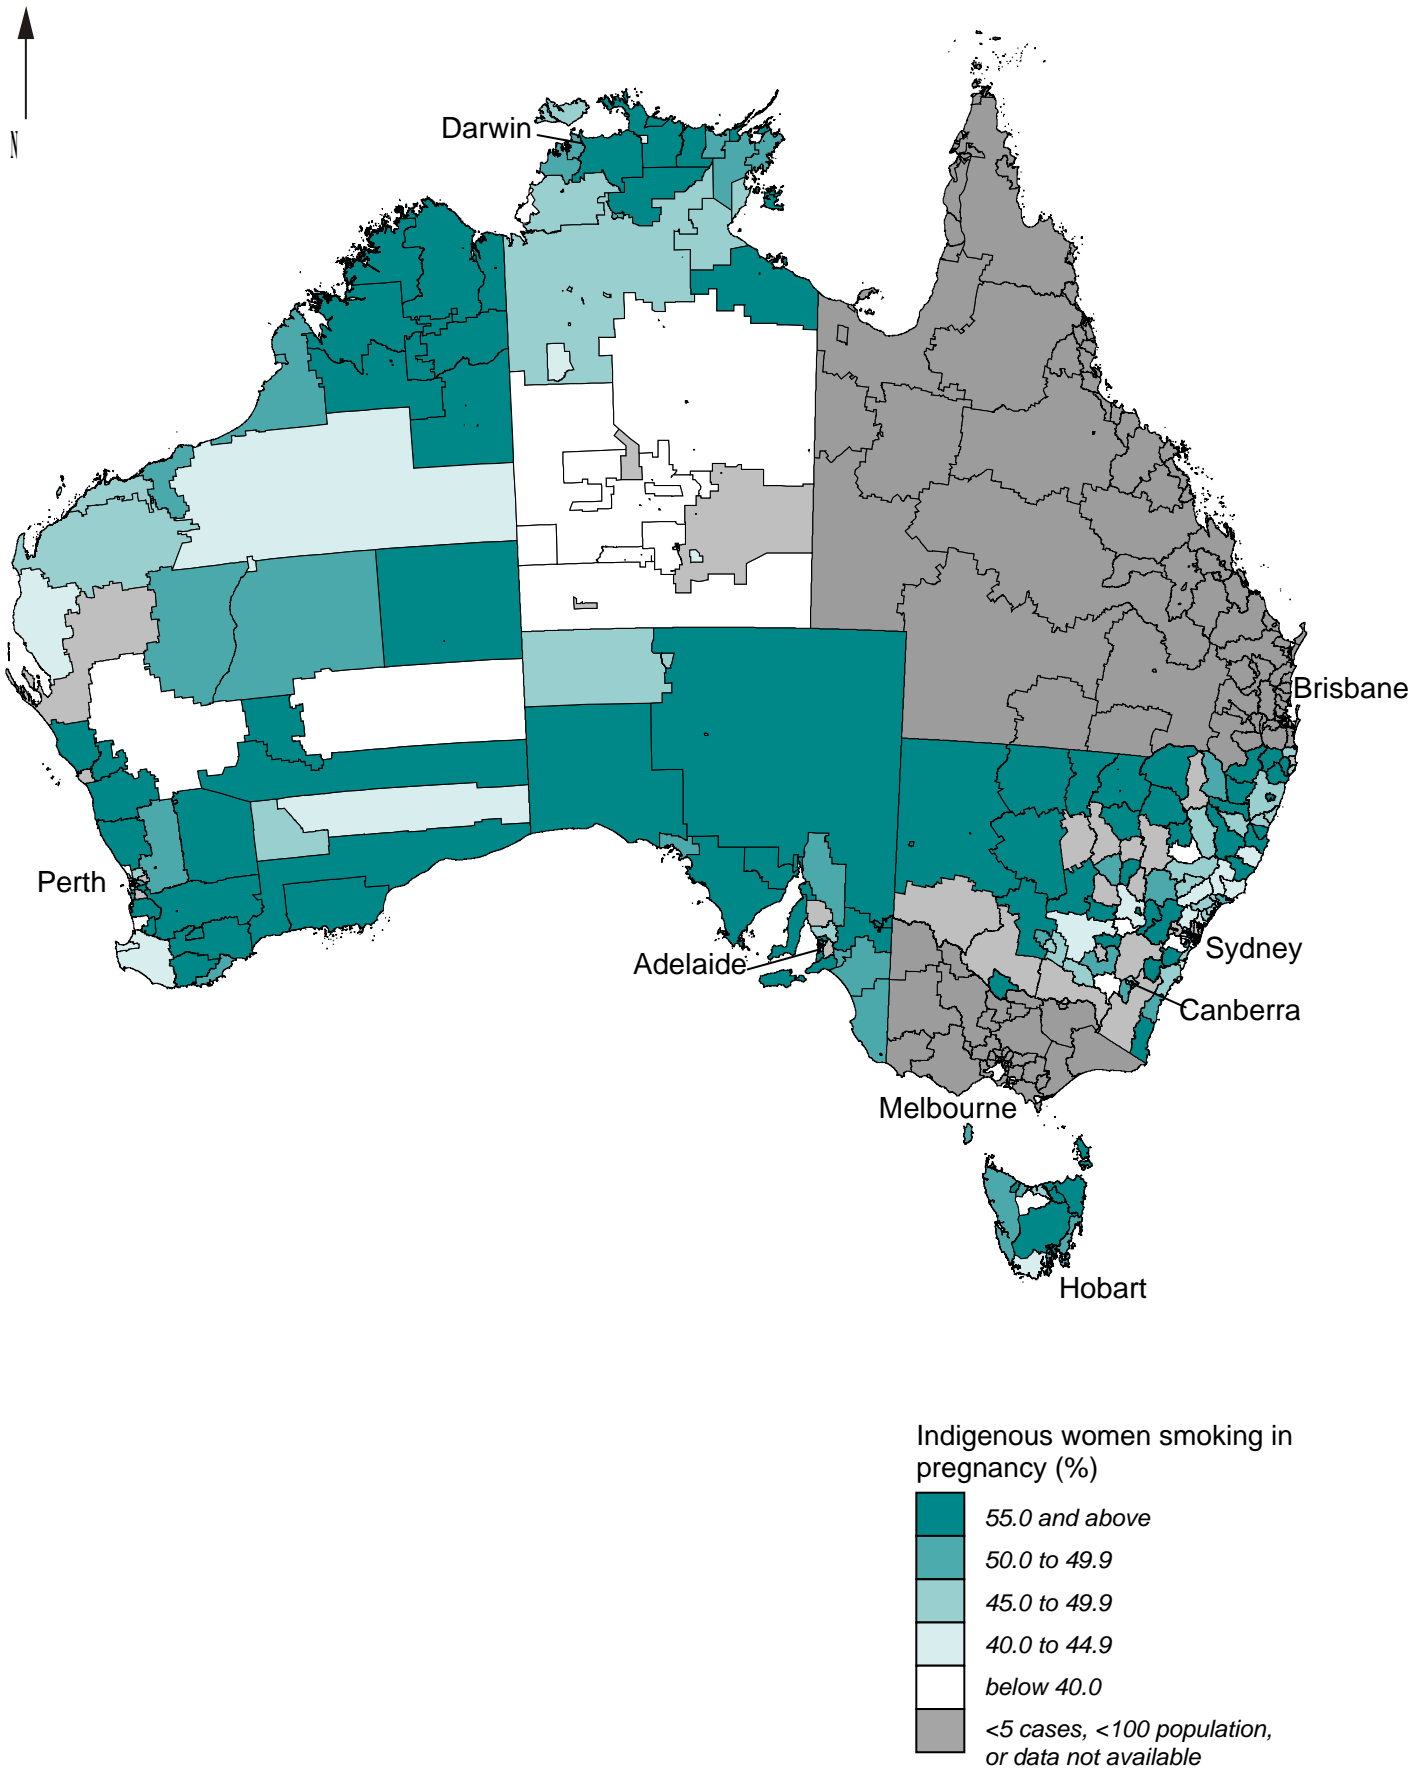 N
Darwin
Brisbane
Perth
Sydney
Adelaide
Canberra
Melbourne
Hobart
Indigenous women smoking in
pregnancy (%)
55.0 and above
50.0 to 49.9
45.0 to 49.9
40.0 to 44.9
below 40.0
<5 cases, <100 population,
or data not available